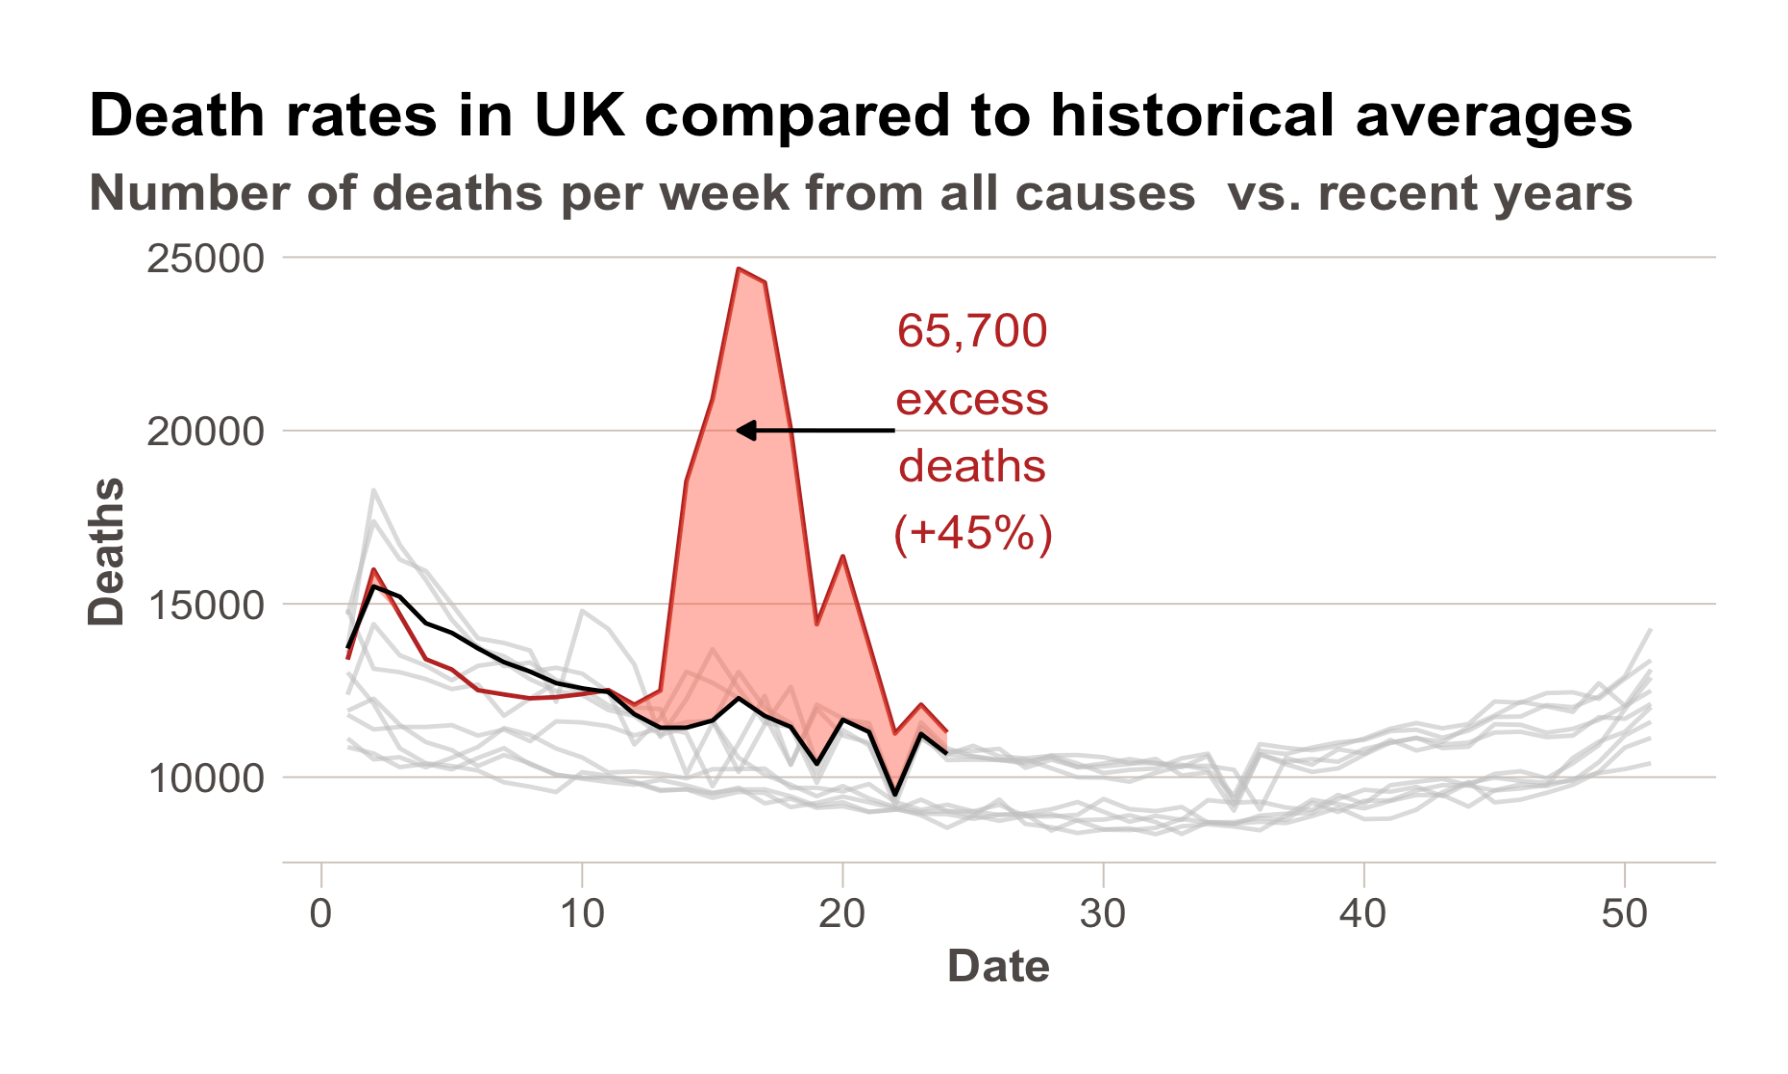 Death rates in UK compared to historical averages
Number of deaths per week from all causes  vs. recent years
25000
20000
15000
10000
Deaths
65,700
excess
deaths
(+45%)
0 10 20 30 40 50
Date